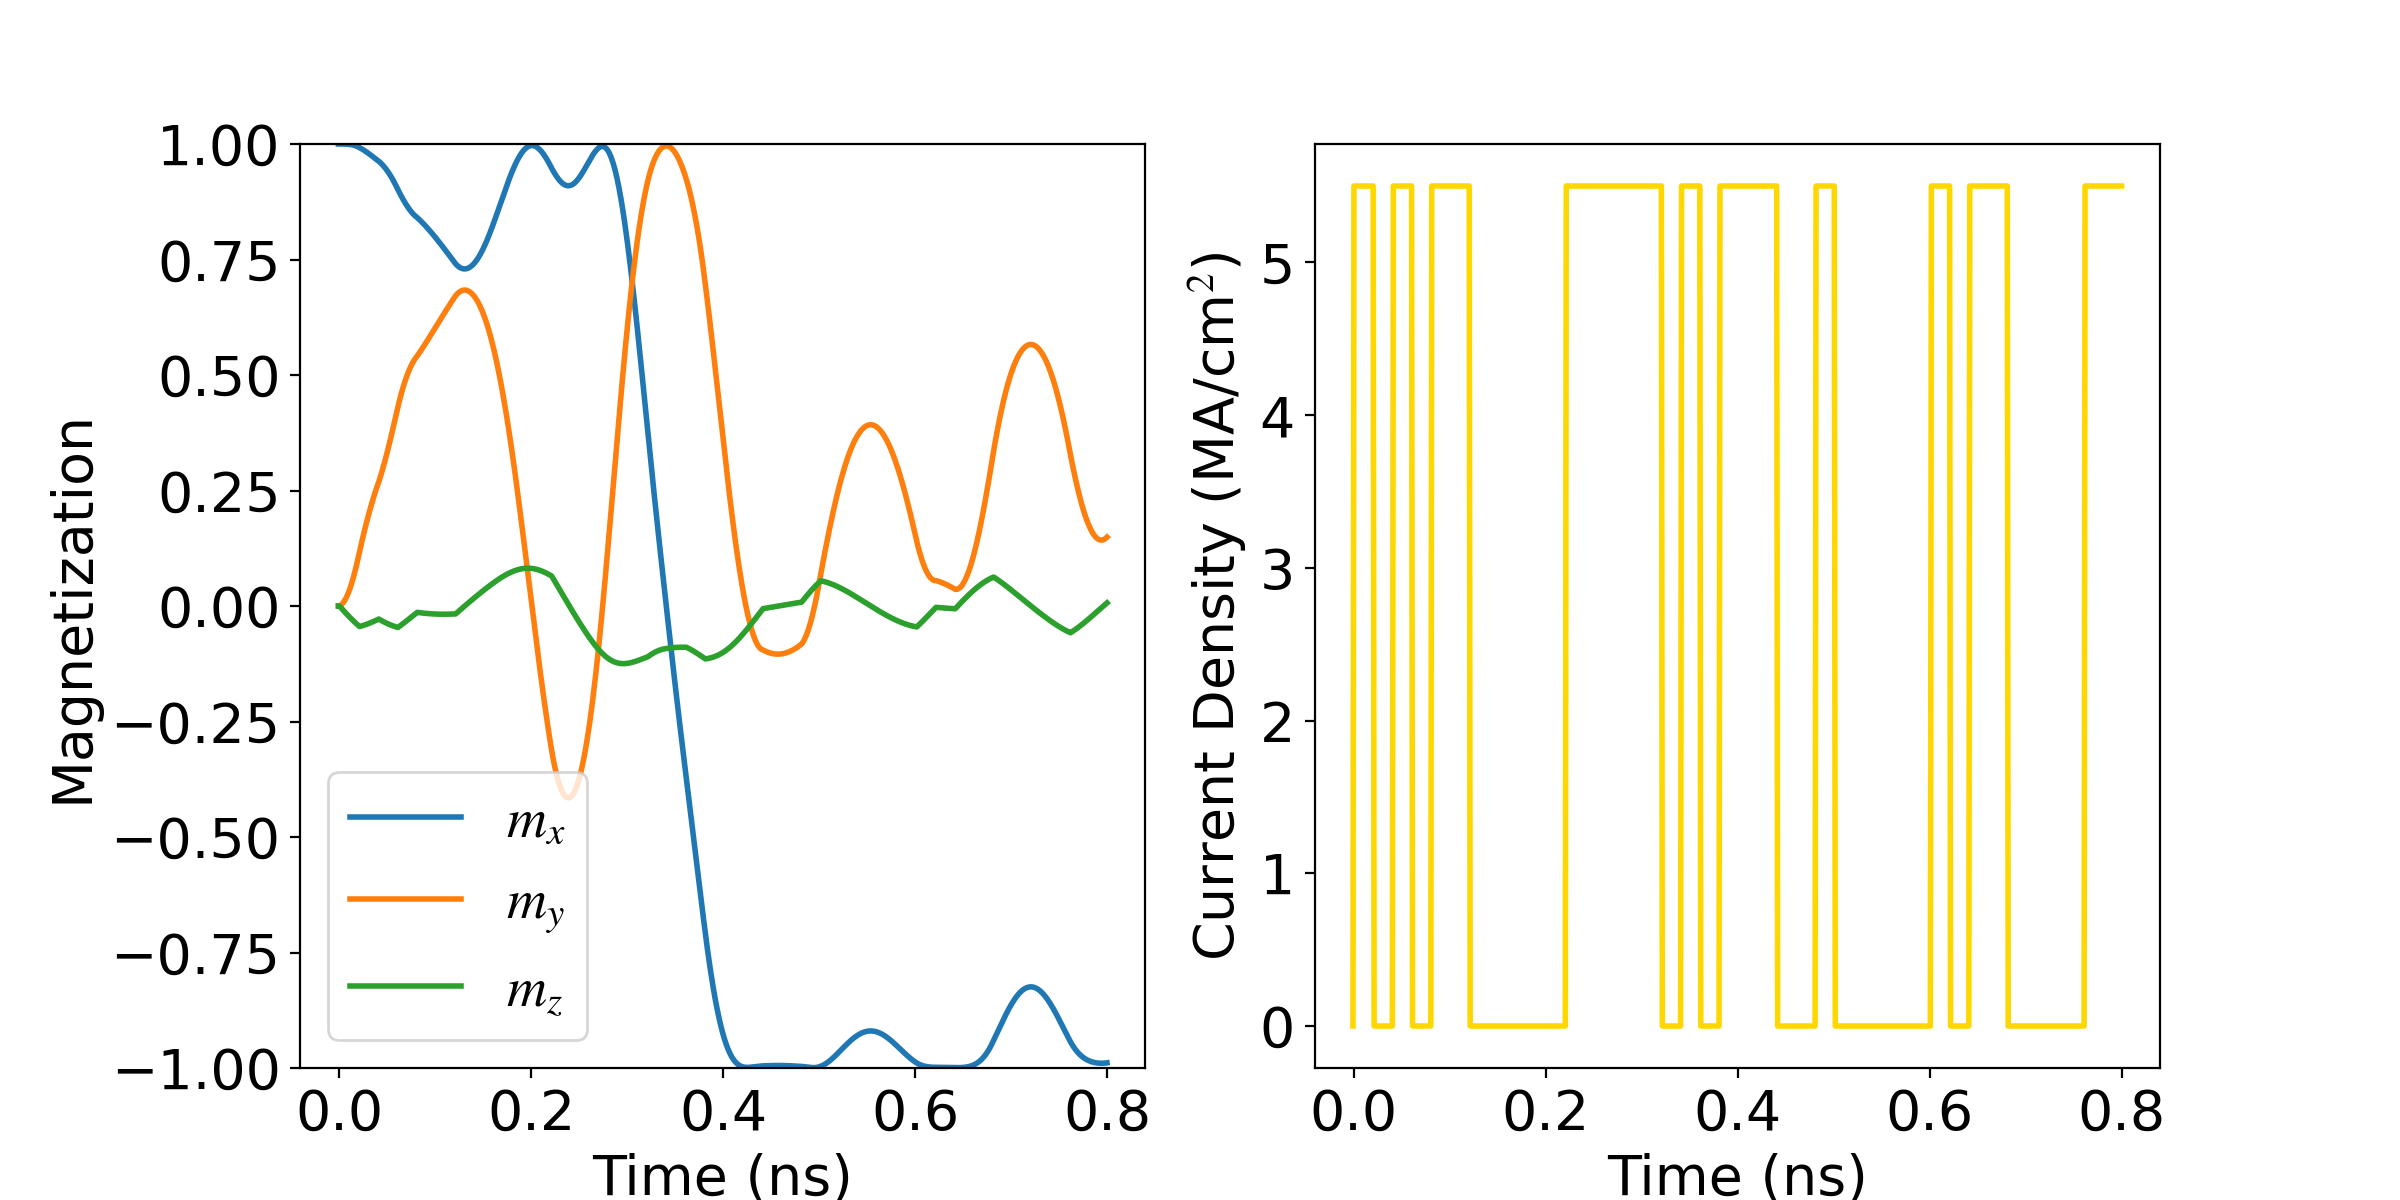 Magnetization
1.00
0.75
0.50
0.25
0.00
−0.25
−0.50
−0.75
−1.00
m_x
m_y
m_z
0.0 0.2 0.4 0.6 0.8
Time (ns)
Current Density (MA/cm²)
5
4
3
2
1
0
0.0 0.2 0.4 0.6 0.8
Time (ns)